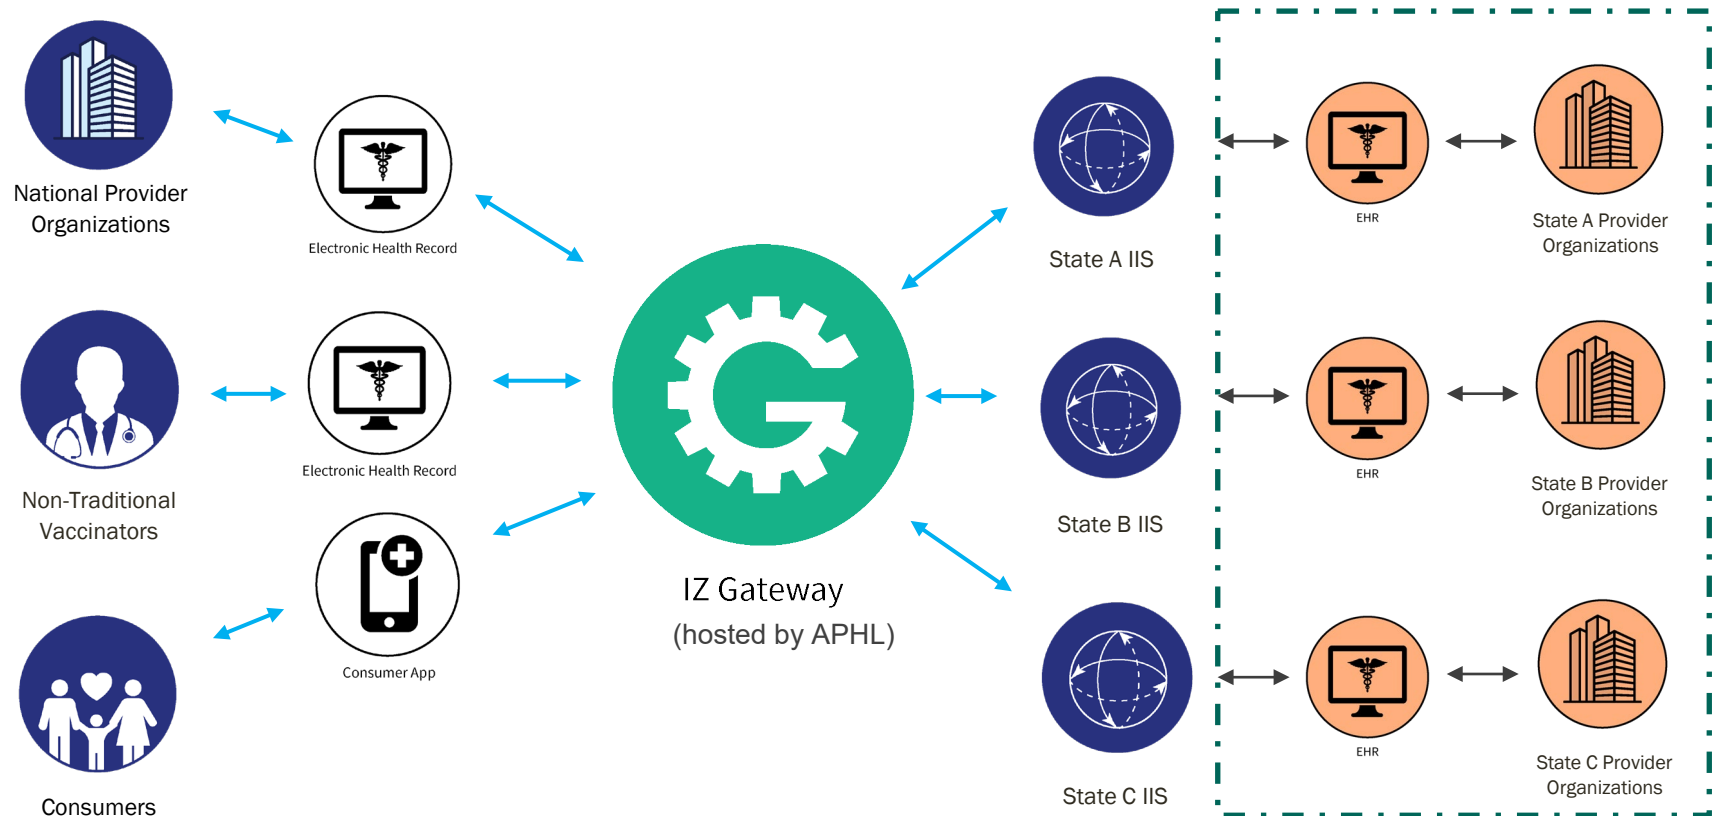 National Provider
Organizations
Electronic Health Record
Non-Traditional
Vaccinators
Electronic Health Record
Consumers
Consumer App
IZ Gateway
(hosted by APHL)
State A IIS
State B IIS
State C IIS
EHR
State A Provider
Organizations
EHR
State B Provider
Organizations
EHR
State C Provider
Organizations